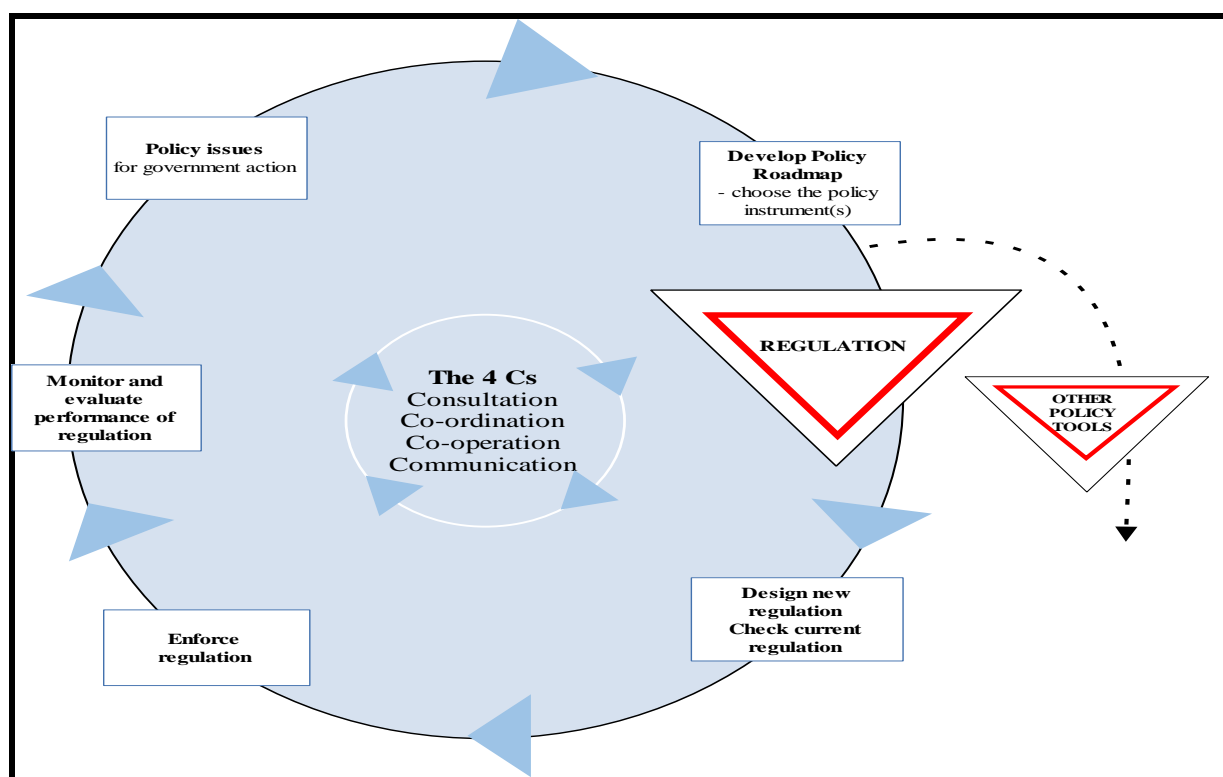 Policy issues
for government action
Develop Policy
Roadmap
- choose the policy
instrument(s)
REGULATION
OTHER
POLICY
TOOLS
The 4 Cs
Consultation
Co-ordination
Co-operation
Communication
Monitor and
evaluate
performance of
regulation
Enforce
regulation
Design new
regulation
Check current
regulation